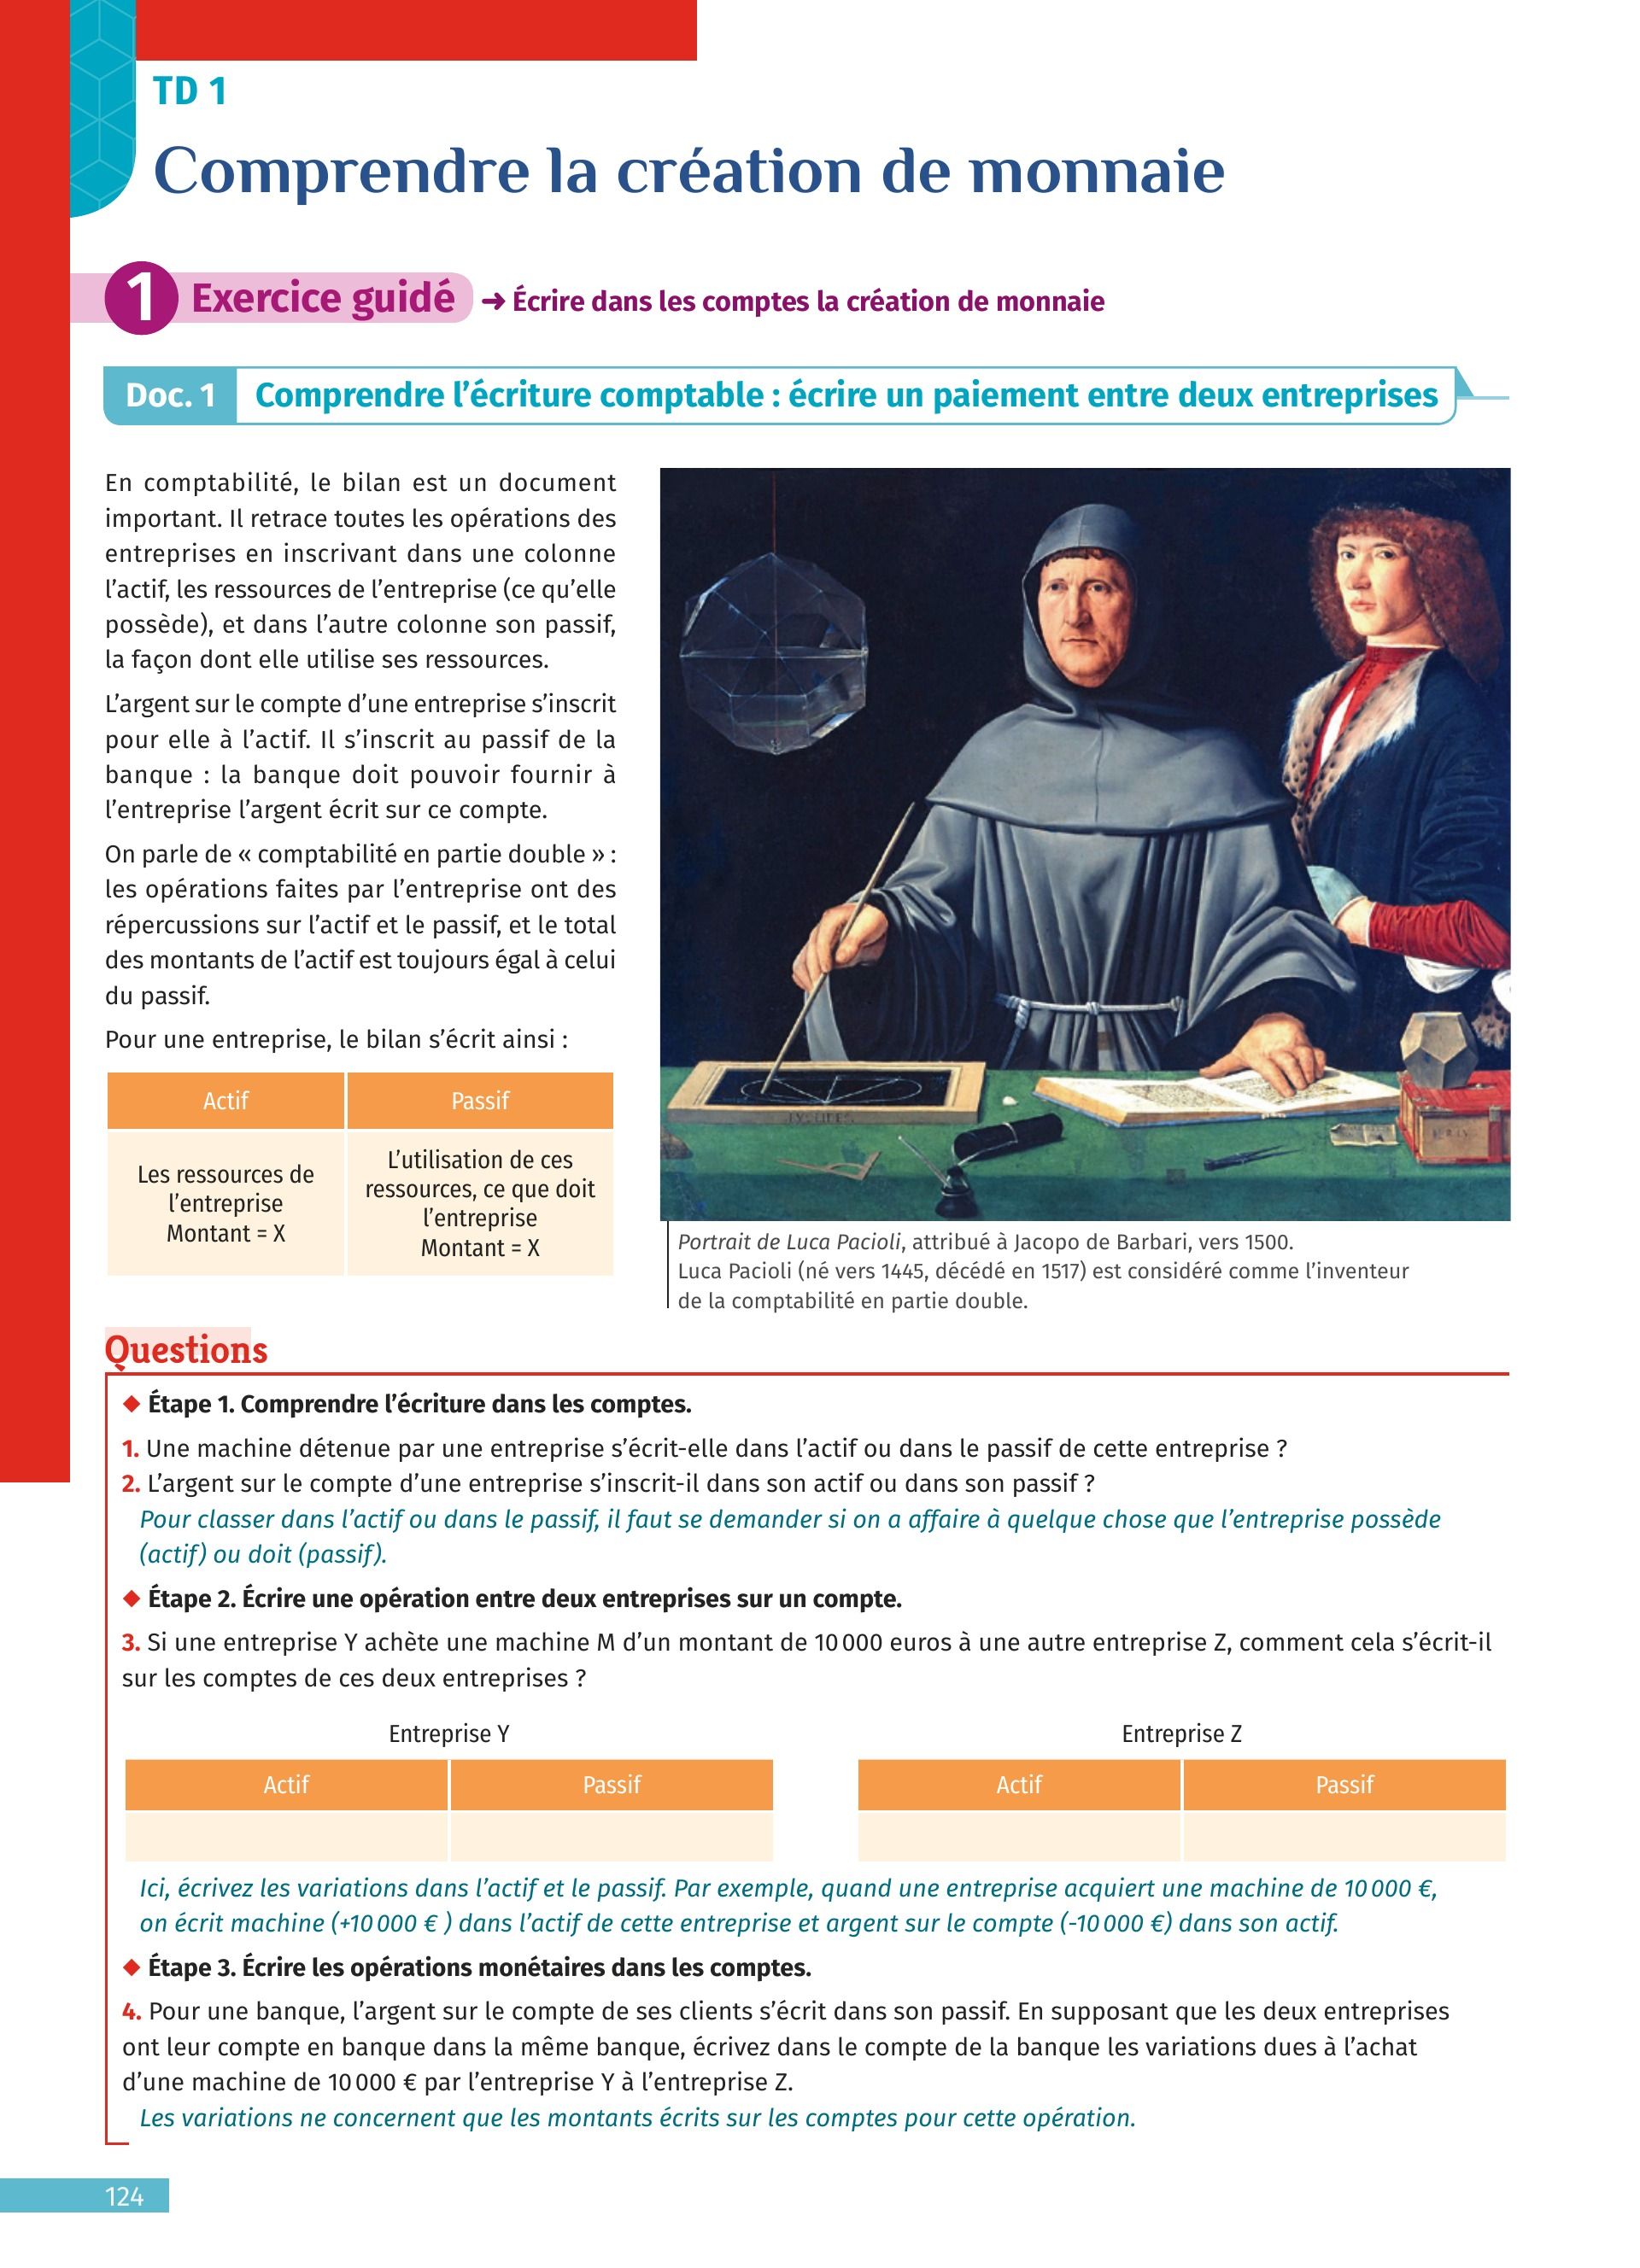 TD 1
Comprendre la création de monnaie
1 Exercice guidé ➜ Écrire dans les comptes la création de monnaie
Doc. 1 Comprendre l’écriture comptable : écrire un paiement entre deux entreprises
En comptabilité, le bilan est un document
important. Il retrace toutes les opérations des
entreprises en inscrivant dans une colonne
l’actif, les ressources de l’entreprise (ce qu’elle
possède), et dans l’autre colonne son passif,
la façon dont elle utilise ses ressources.
L’argent sur le compte d’une entreprise s’inscrit
pour elle à l’actif. Il s’inscrit au passif de la
banque : la banque doit pouvoir fournir à
l’entreprise l’argent écrit sur ce compte.
On parle de « comptabilité en partie double » :
les opérations faites par l’entreprise ont des
répercussions sur l’actif et le passif, et le total
des montants de l’actif est toujours égal à celui
du passif.
Pour une entreprise, le bilan s’écrit ainsi :
Actif Passif
Les ressources de
l’entreprise
Montant = X
L’utilisation de ces
ressources, ce que doit
l’entreprise
Montant = X
Portrait de Luca Pacioli, attribué à Jacopo de Barbari, vers 1500.
Luca Pacioli (né vers 1445, décédé en 1517) est considéré comme l’inventeur
de la comptabilité en partie double.
Questions
◆ Étape 1. Comprendre l’écriture dans les comptes.
1. Une machine détenue par une entreprise s’écrit-elle dans l’actif ou dans le passif de cette entreprise ?
2. L’argent sur le compte d’une entreprise s’inscrit-il dans son actif ou dans son passif ?
Pour classer dans l’actif ou dans le passif, il faut se demander si on a affaire à quelque chose que l’entreprise possède
(actif) ou doit (passif).
◆ Étape 2. Écrire une opération entre deux entreprises sur un compte.
3. Si une entreprise Y achète une machine M d’un montant de 10 000 euros à une autre entreprise Z, comment cela s’écrit-il
sur les comptes de ces deux entreprises ?
Entreprise Y
Actif Passif
Entreprise Z
Actif Passif
Ici, écrivez les variations dans l’actif et le passif. Par exemple, quand une entreprise acquiert une machine de 10 000 €,
on écrit machine (+10 000 € ) dans l’actif de cette entreprise et argent sur le compte (-10 000 €) dans son actif.
◆ Étape 3. Écrire les opérations monétaires dans les comptes.
4. Pour une banque, l’argent sur le compte de ses clients s’écrit dans son passif. En supposant que les deux entreprises
ont leur compte en banque dans la même banque, écrivez dans le compte de la banque les variations dues à l’achat
d’une machine de 10 000 € par l’entreprise Y à l’entreprise Z.
Les variations ne concernent que les montants écrits sur les comptes pour cette opération.
124